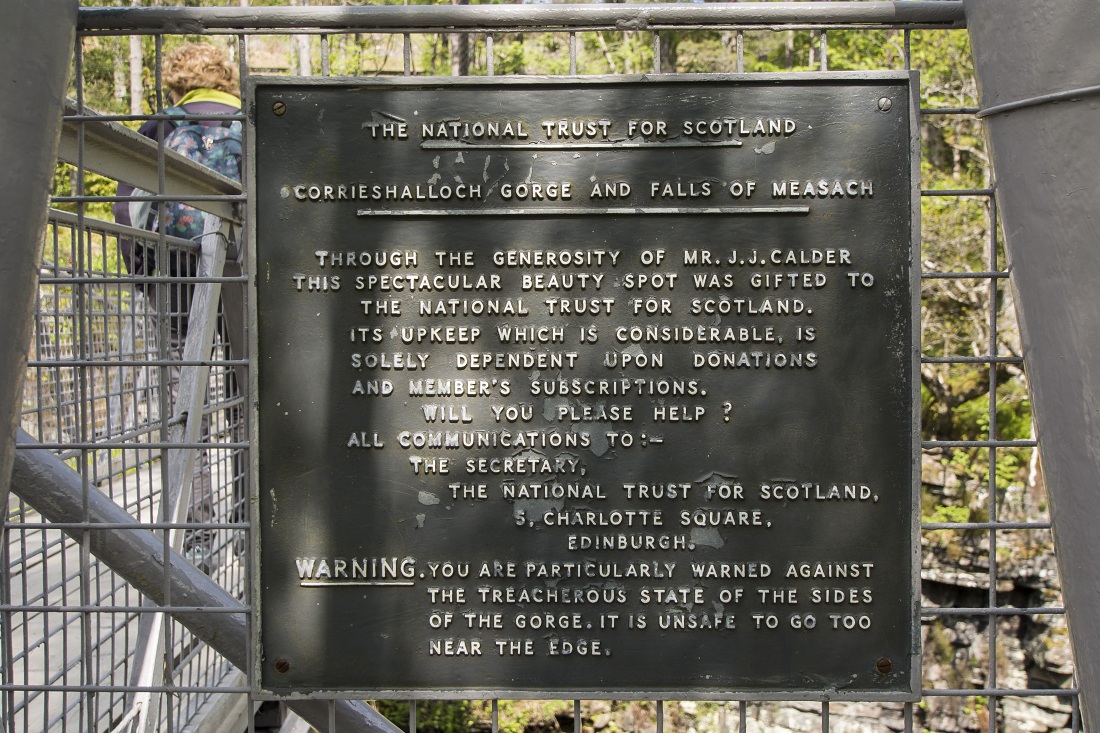 THE NATIONAL TRUST FOR SCOTLAND
CORRIESHALLOCH GORGE AND FALLS OF MEASACH
THROUGH THE GENEROSITY OF MR. J.J. CALDER
THIS SPECTACULAR BEAUTY SPOT WAS GIFTED TO
THE NATIONAL TRUST FOR SCOTLAND.
ITS UPKEEP WHICH IS CONSIDERABLE, IS
SOLELY DEPENDENT UPON DONATIONS
AND MEMBER'S SUBSCRIPTIONS.
WILL YOU PLEASE HELP ?
ALL COMMUNICATIONS TO :—
THE SECRETARY,
THE NATIONAL TRUST FOR SCOTLAND,
5, CHARLOTTE SQUARE,
EDINBURGH.
WARNING. YOU ARE PARTICULARLY WARNED AGAINST
THE TREACHEROUS STATE OF THE SIDES
OF THE GORGE. IT IS UNSAFE TO GO TOO
NEAR THE EDGE.